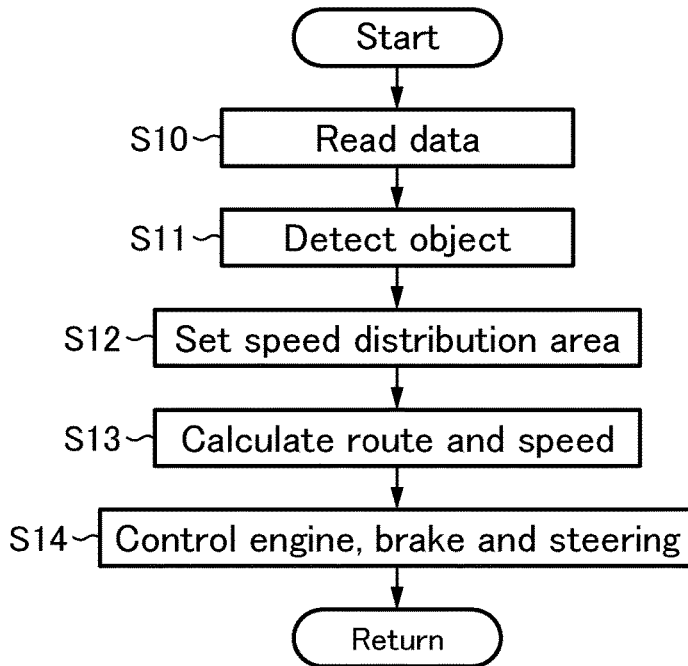 Start
S10 Read data
S11 Detect object
S12 Set speed distribution area
S13 Calculate route and speed
S14 Control engine, brake and steering
Return